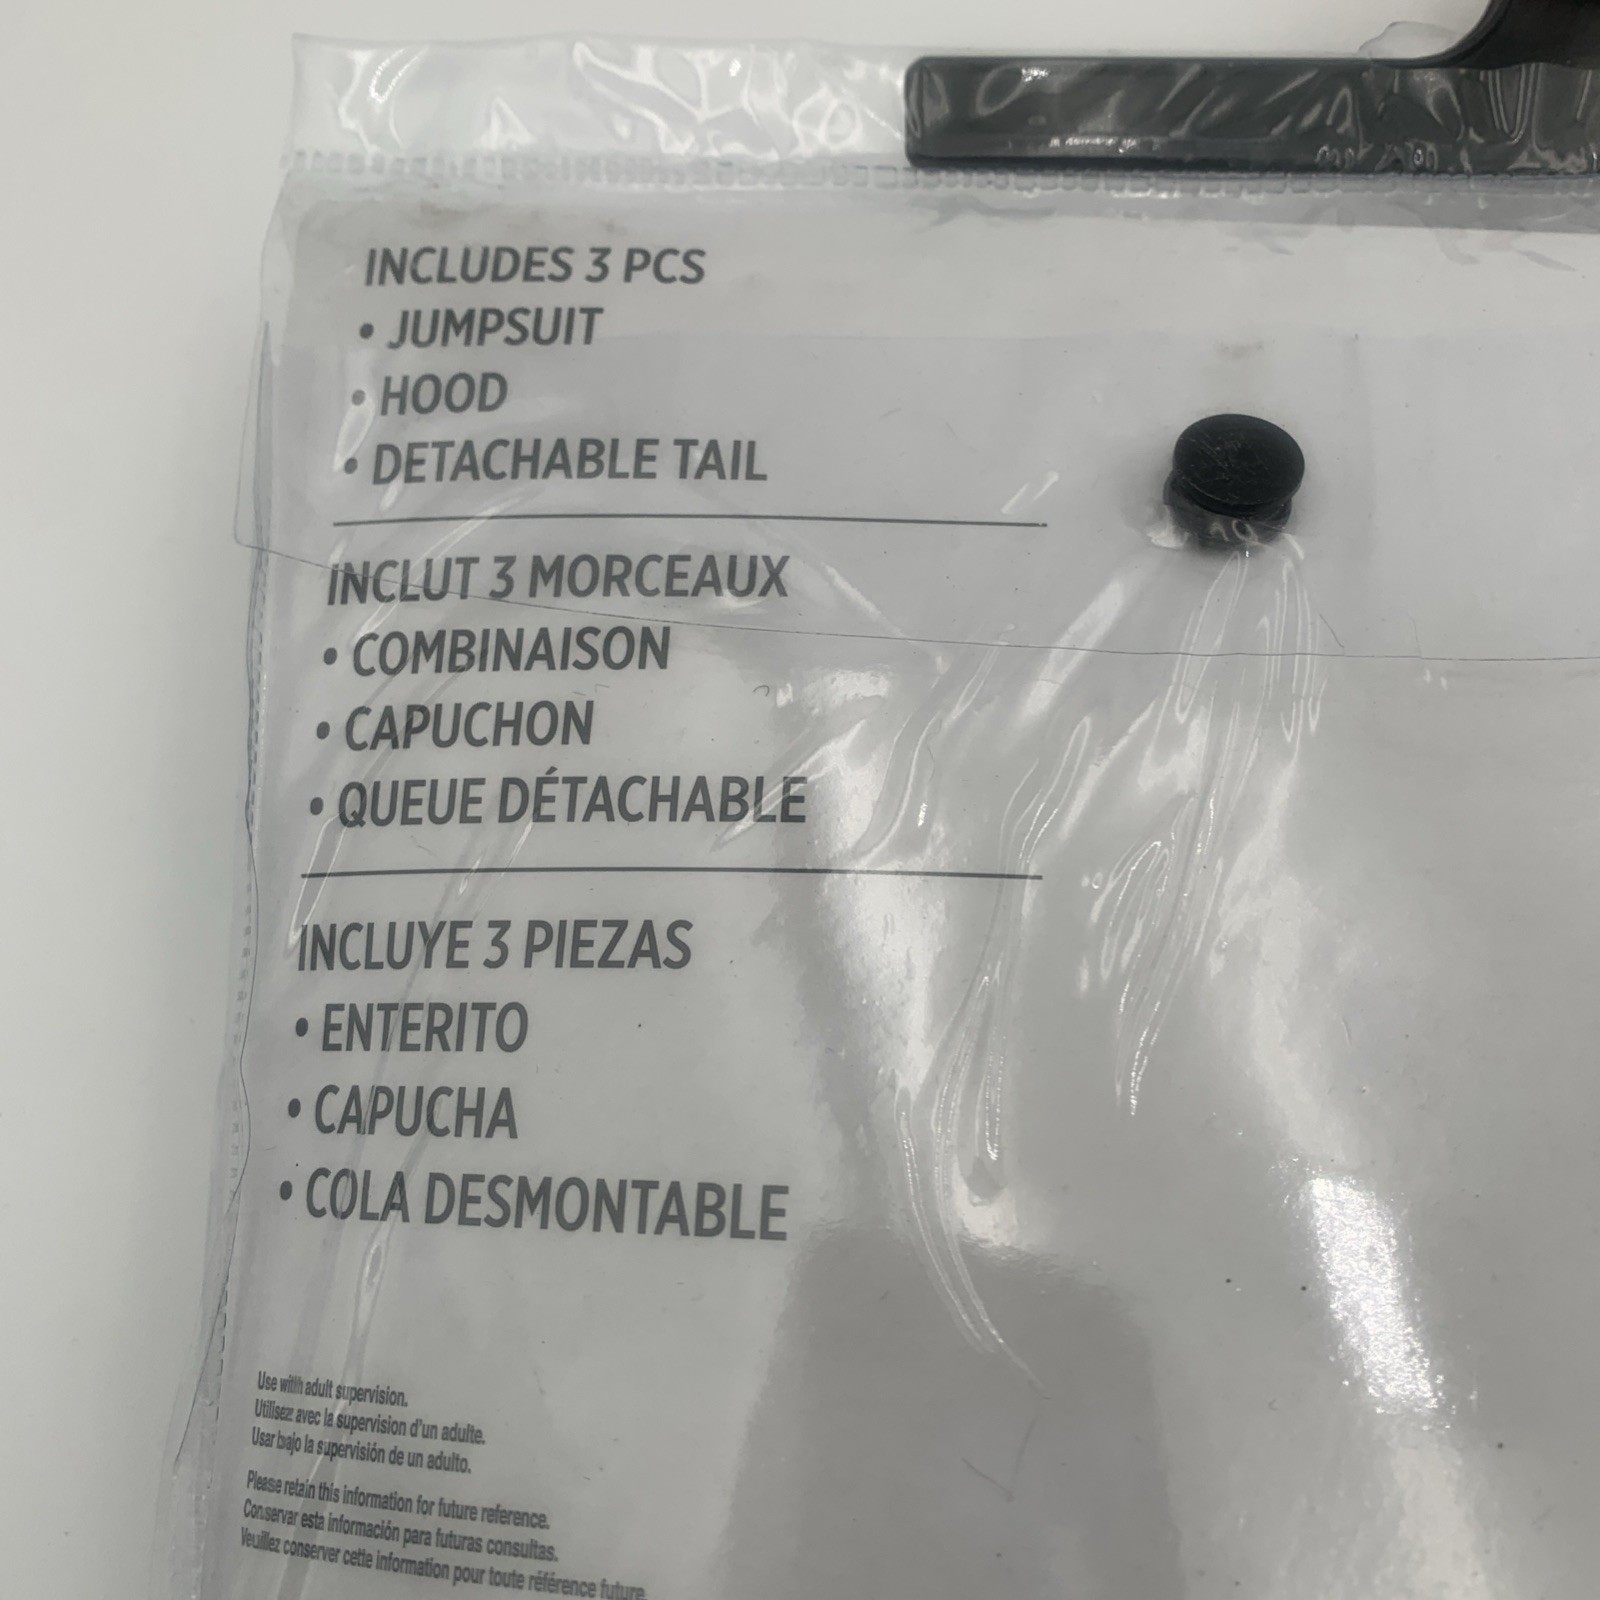 INCLUDES 3 PCS
• JUMPSUIT
• HOOD
• DETACHABLE TAIL
INCLUT 3 MORCEAUX
• COMBINAISON
• CAPUCHON
• QUEUE DÉTACHABLE
INCLUYE 3 PIEZAS
• ENTERITO
• CAPUCHA
• COLA DESMONTABLE
Use with adult supervision.
Utilisez avec la supervision d'un adulte.
Usar bajo la supervisión de un adulto.
Please retain this information for future reference.
Conservar esta información para futuras consultas.
Veuillez conserver cette information pour toute référence future.